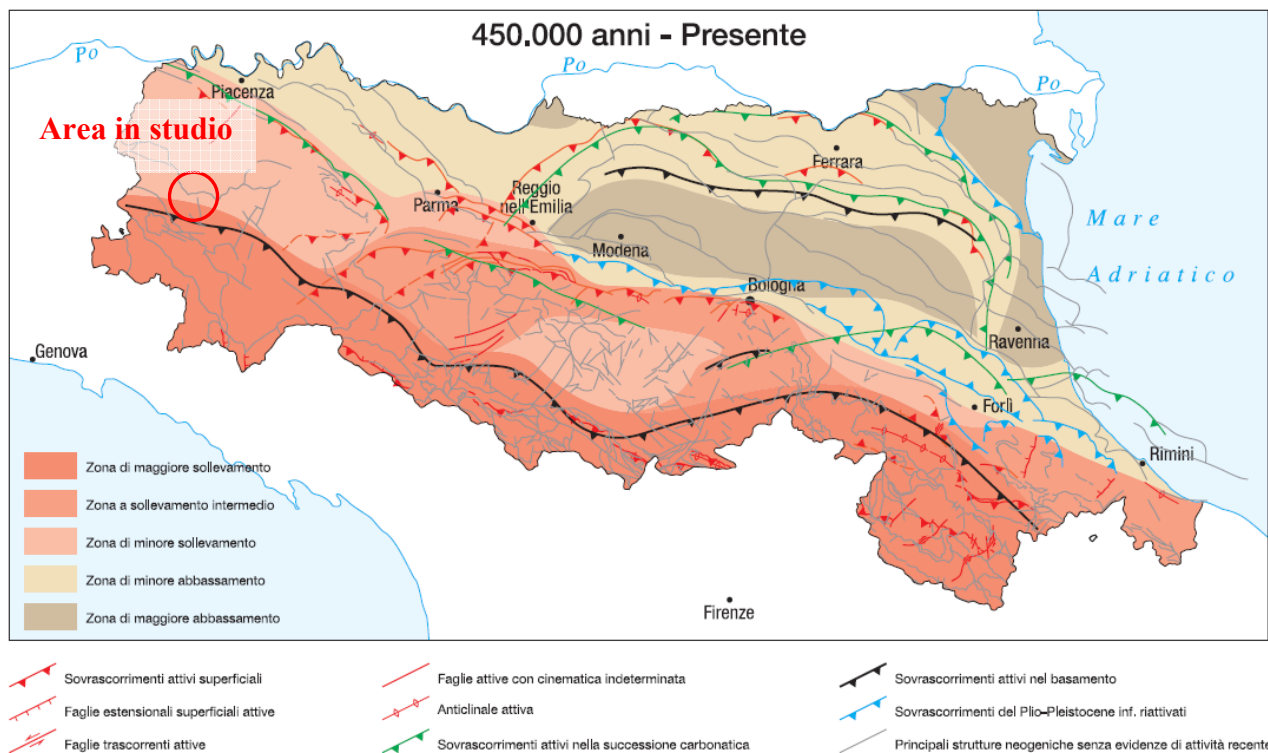 450.000 anni - Presente
Po
Po
Po
Piacenza
Area in studio
Ferrara
Parma
Reggio
nell'Emilia
Modena
Mare
Adriatico
Bologna
Ravenna
Genova
Forlì
Rimini
Firenze
Zona di maggiore sollevamento
Zona a sollevamento intermedio
Zona di minore sollevamento
Zona di minore abbassamento
Zona di maggiore abbassamento
Sovrascorrimenti attivi superficiali
Faglie estensionali superficiali attive
Faglie trascorrenti attive
Faglie attive con cinematica indeterminata
Anticlinale attiva
Sovrascorrimenti attivi nella successione carbonatica
Sovrascorrimenti attivi nel basamento
Sovrascorrimenti del Plio-Pleistocene inf. riattivati
Principali strutture neogeniche senza evidenze di attività recente